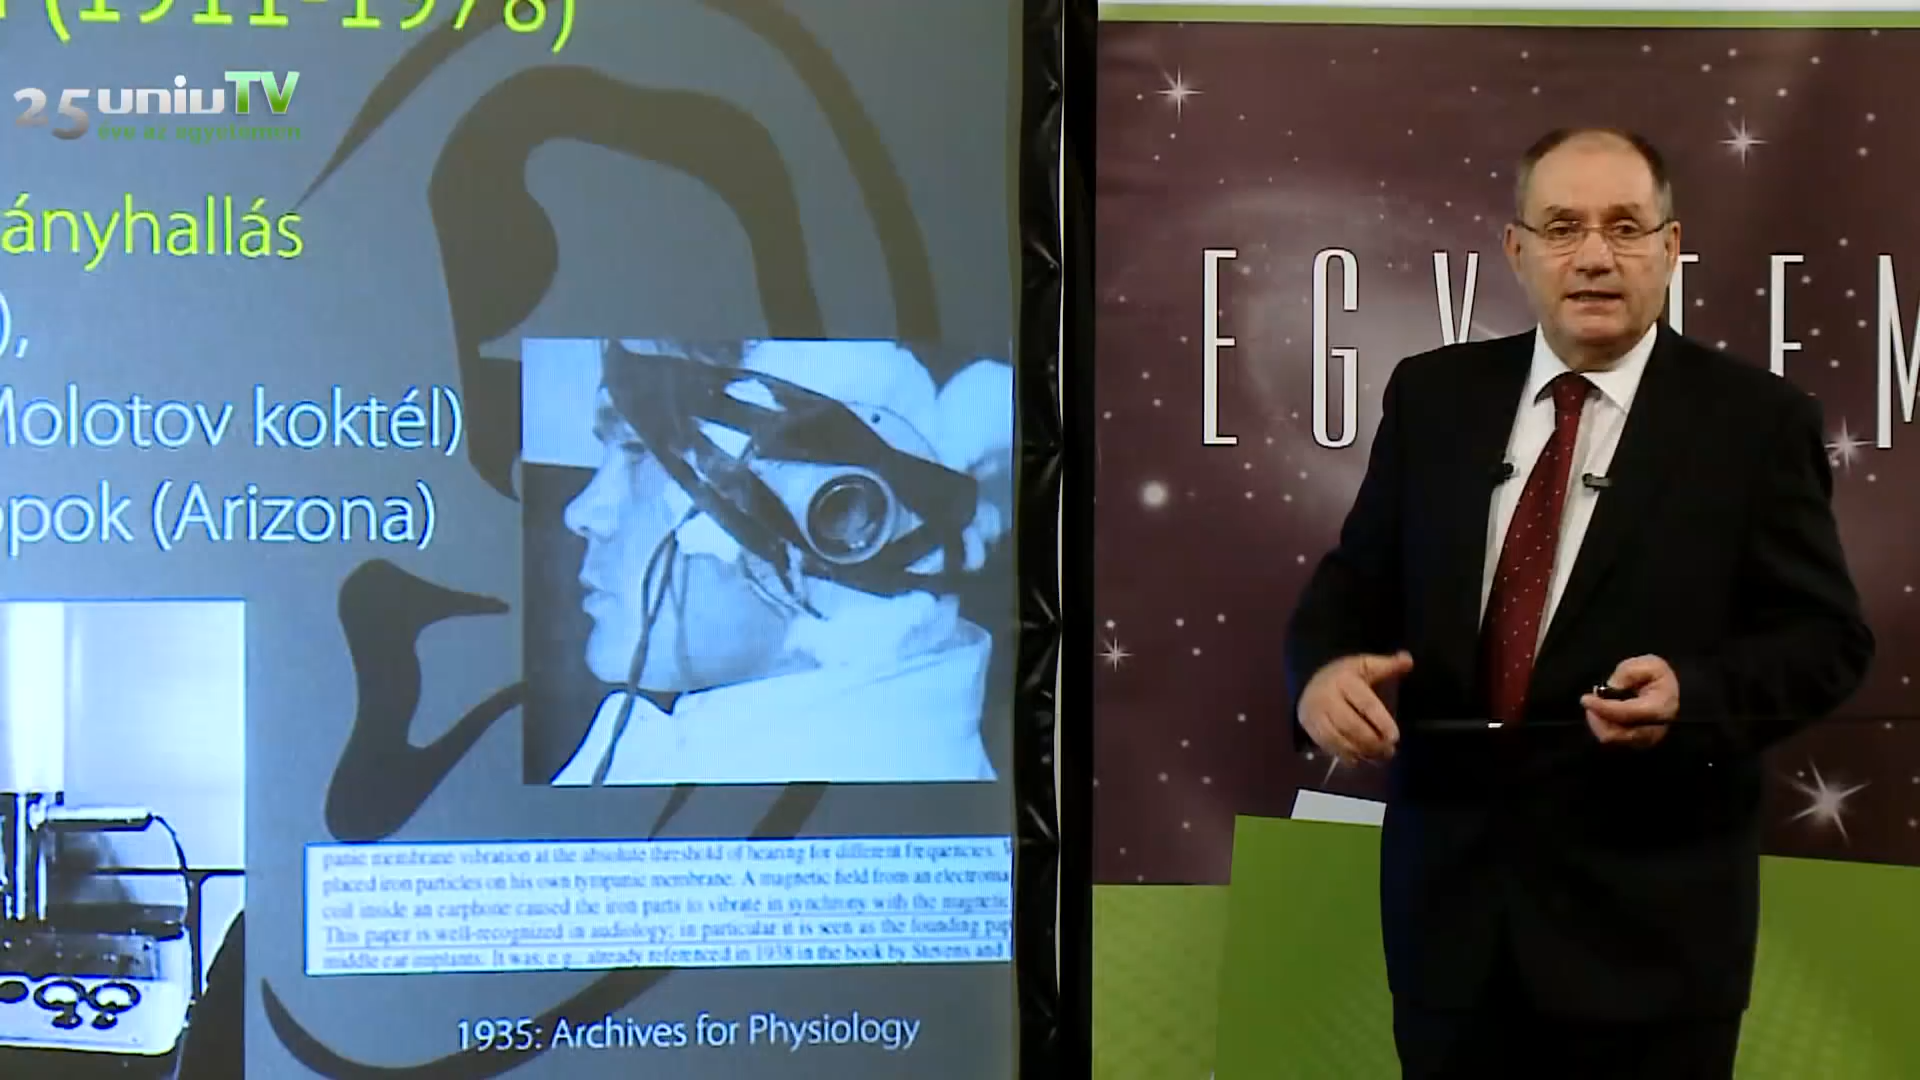 (1911-1978)
25 uniuTV
éve az egyetemen
ányhallás
),
Molotov koktél)
opok (Arizona)
EGYTEM
panic membrane vibration at the absolute threshold of hearing for different frequencies.
placed iron particles on his own tympanic membrane. A magnetic field from an electroma
coil inside an earphone caused the iron parts to vibrate in synchrony with the magnetic
This paper is well-recognized in audiology; in particular it is seen as the founding pap
middle ear implants. It was, e.g., already referenced in 1938 in the book by Stevens and
1935: Archives for Physiology